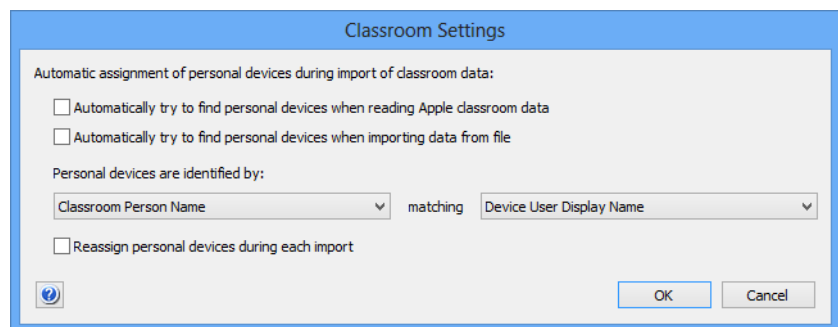 Classroom Settings
Automatic assignment of personal devices during import of classroom data:
Automatically try to find personal devices when reading Apple classroom data
Automatically try to find personal devices when importing data from file
Personal devices are identified by:
Classroom Person Name matching Device User Display Name
Reassign personal devices during each import
? OK Cancel